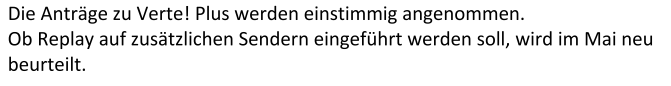 Die Anträge zu Verte! Plus werden einstimmig angenommen.
Ob Replay auf zusätzlichen Sendern eingeführt werden soll, wird im Mai neu
beurteilt.